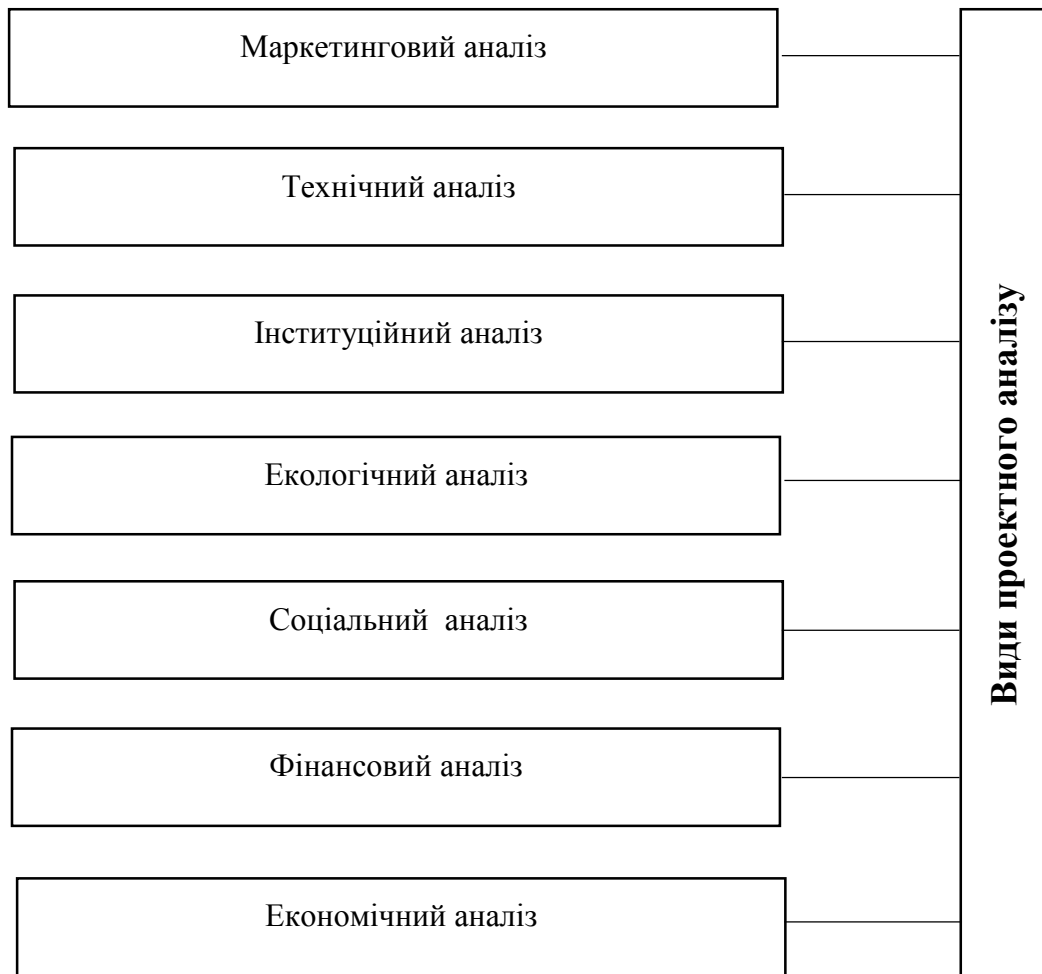 Маркетинговий аналіз
Технічний аналіз
Інституційний аналіз
Екологічний аналіз
Соціальний  аналіз
Фінансовий аналіз
Економічний аналіз
Види проектного аналізу